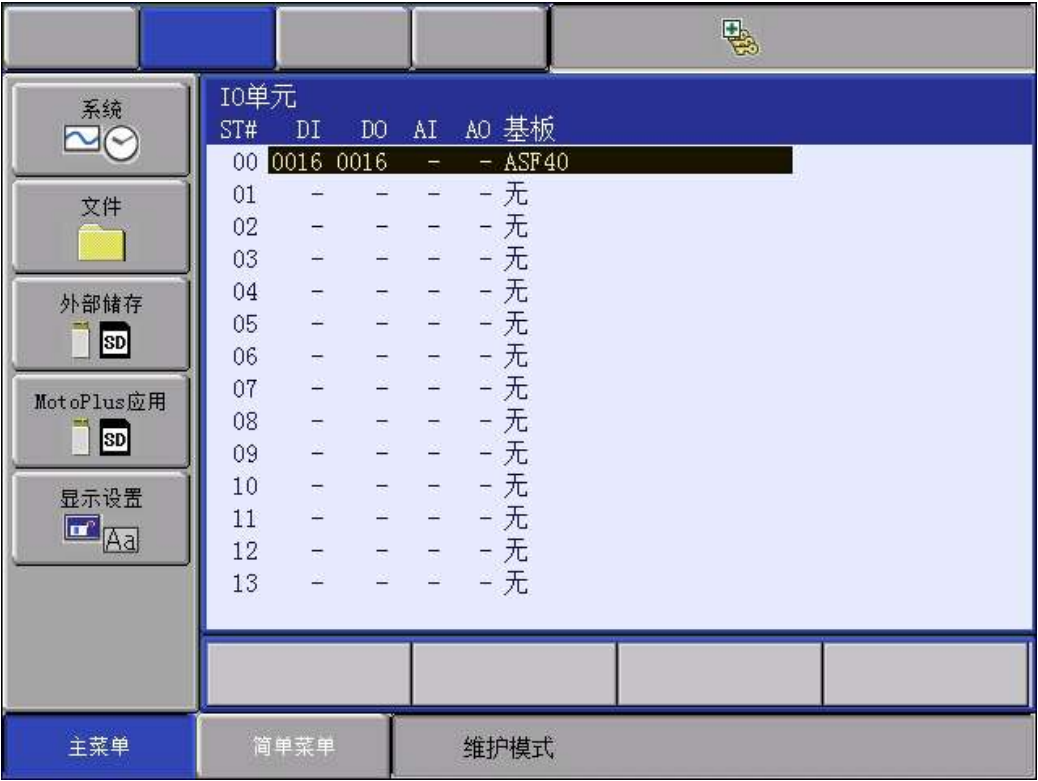 系统
文件
外部储存
SD
MotoPlus应用
SD
显示设置
Aa
IO单元
ST# DI DO AI AO 基板
00 0016 0016 - - ASF40
01 - - - - 无
02 - - - - 无
03 - - - - 无
04 - - - - 无
05 - - - - 无
06 - - - - 无
07 - - - - 无
08 - - - - 无
09 - - - - 无
10 - - - - 无
11 - - - - 无
12 - - - - 无
13 - - - - 无
主菜单
简单菜单
维护模式